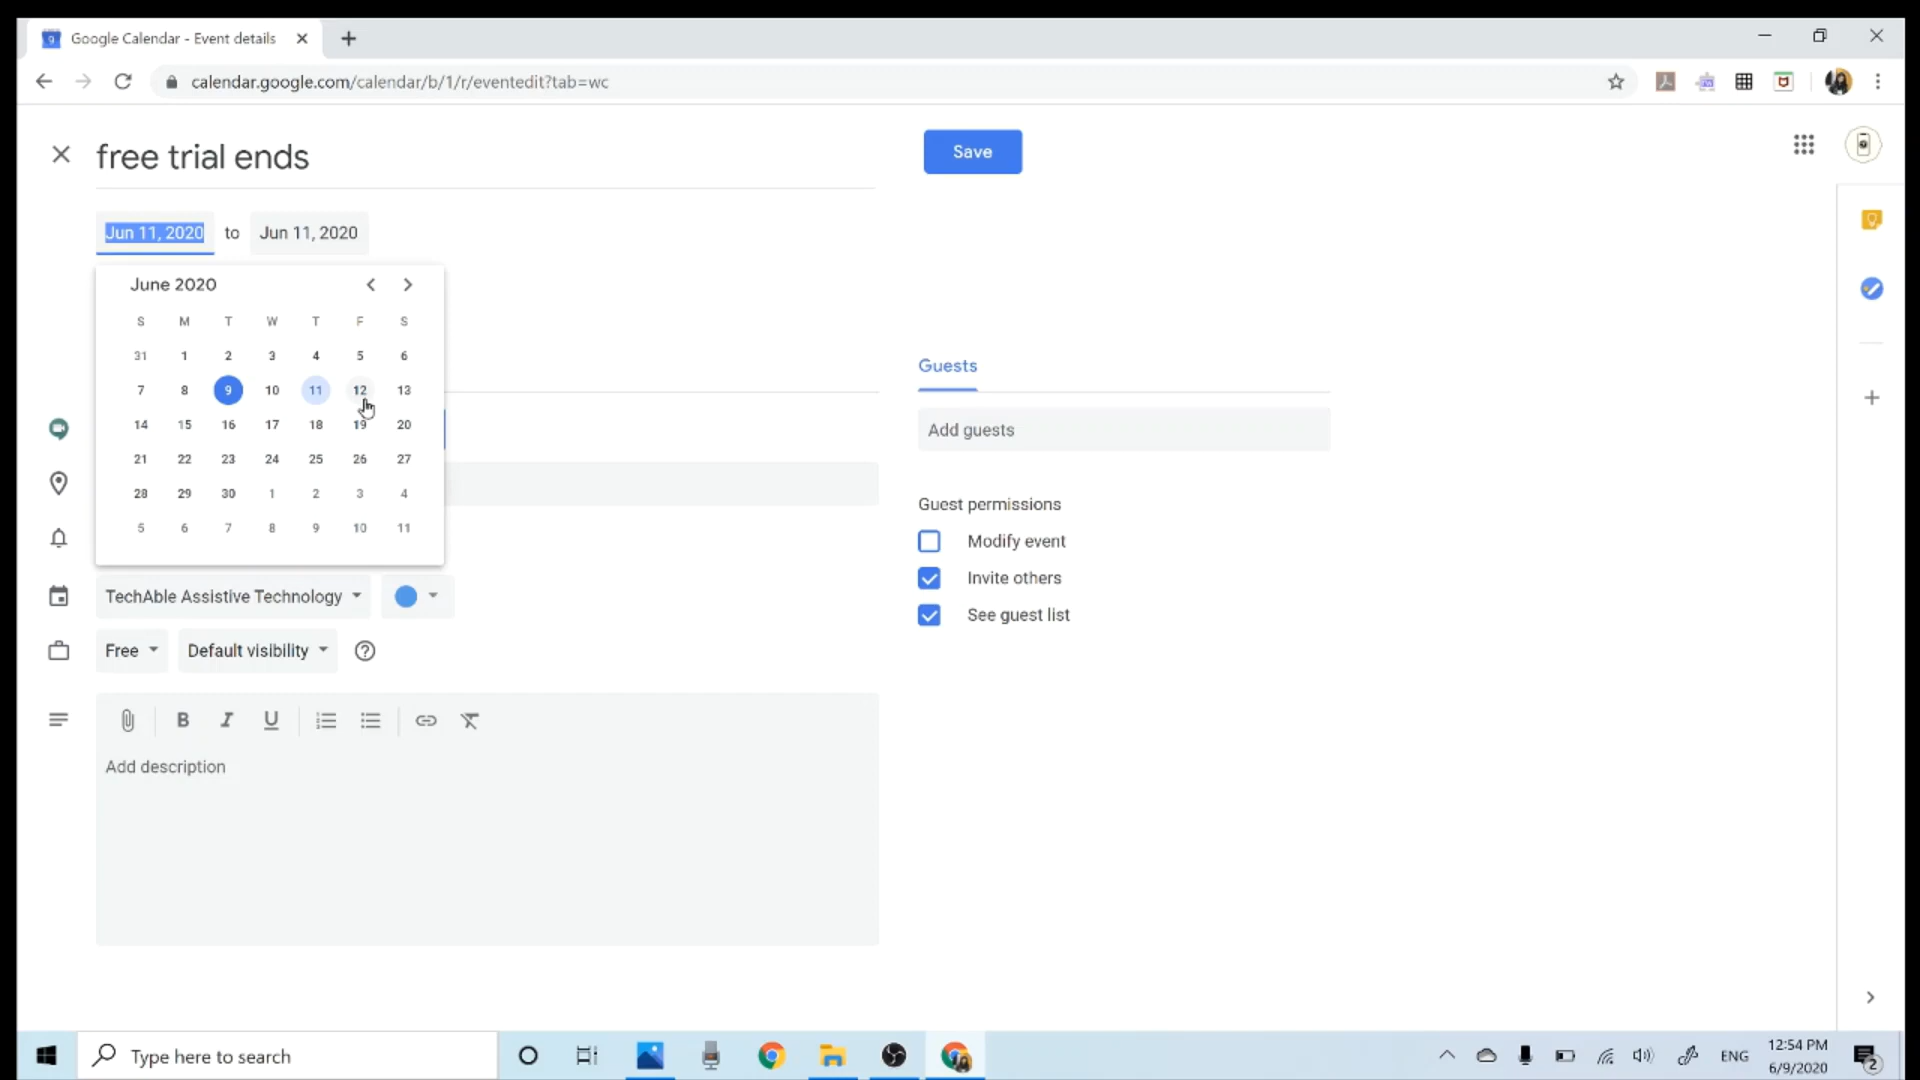 Google Calendar - Event details
calendar.google.com/calendar/b/1/r/eventedit?tab=wc
free trial ends
Save
Jun 11, 2020 to Jun 11, 2020
June 2020
S M T W T F S
31 1 2 3 4 5 6
7 8 9 10 11 12 13
14 15 16 17 18 19 20
21 22 23 24 25 26 27
28 29 30 1 2 3 4
5 6 7 8 9 10 11
Guests
Add guests
Guest permissions
Modify event
Invite others
See guest list
TechAble Assistive Technology
Free Default visibility
B I U
Add description
Type here to search
ENG
12:54 PM
6/9/2020
2